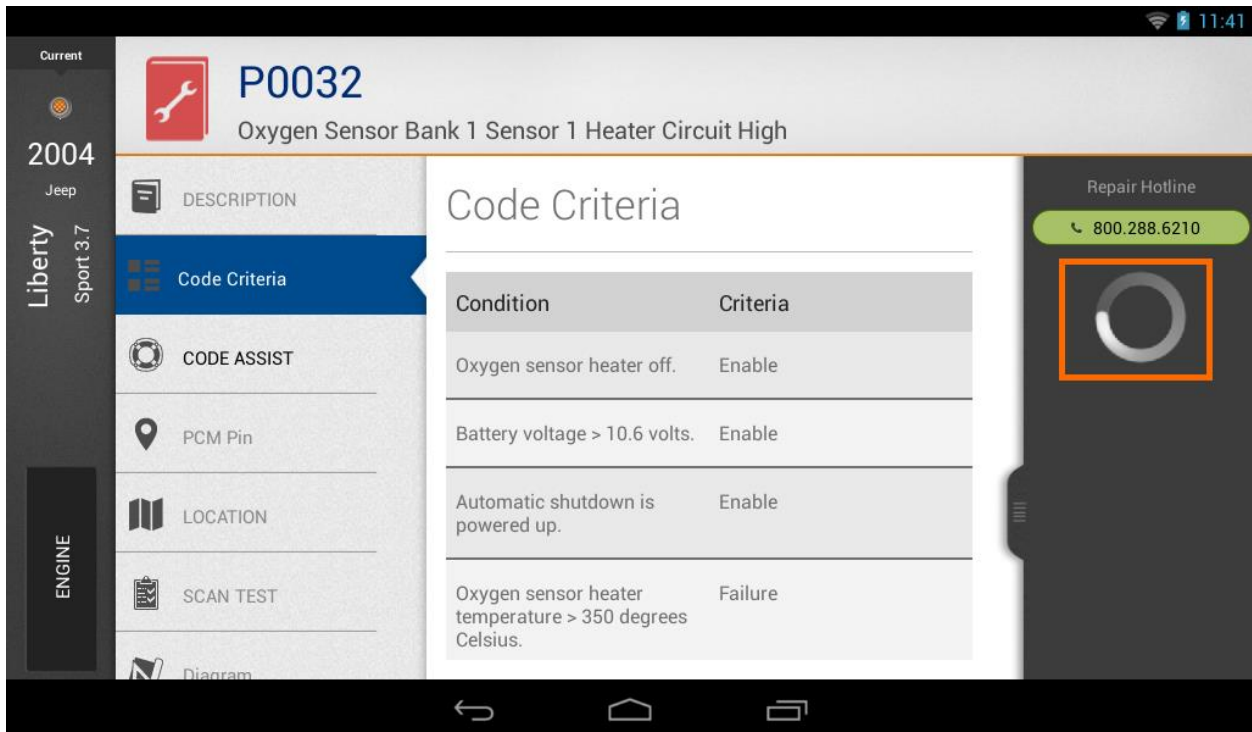 11:41
Current
2004
Jeep
Liberty
Sport 3.7
ENGINE
P0032
Oxygen Sensor Bank 1 Sensor 1 Heater Circuit High
DESCRIPTION
Code Criteria
CODE ASSIST
PCM Pin
LOCATION
SCAN TEST
Diagram
Code Criteria
Condition Criteria
Oxygen sensor heater off. Enable
Battery voltage > 10.6 volts. Enable
Automatic shutdown is Enable
powered up.
Oxygen sensor heater Failure
temperature > 350 degrees
Celsius.
Repair Hotline
800.288.6210